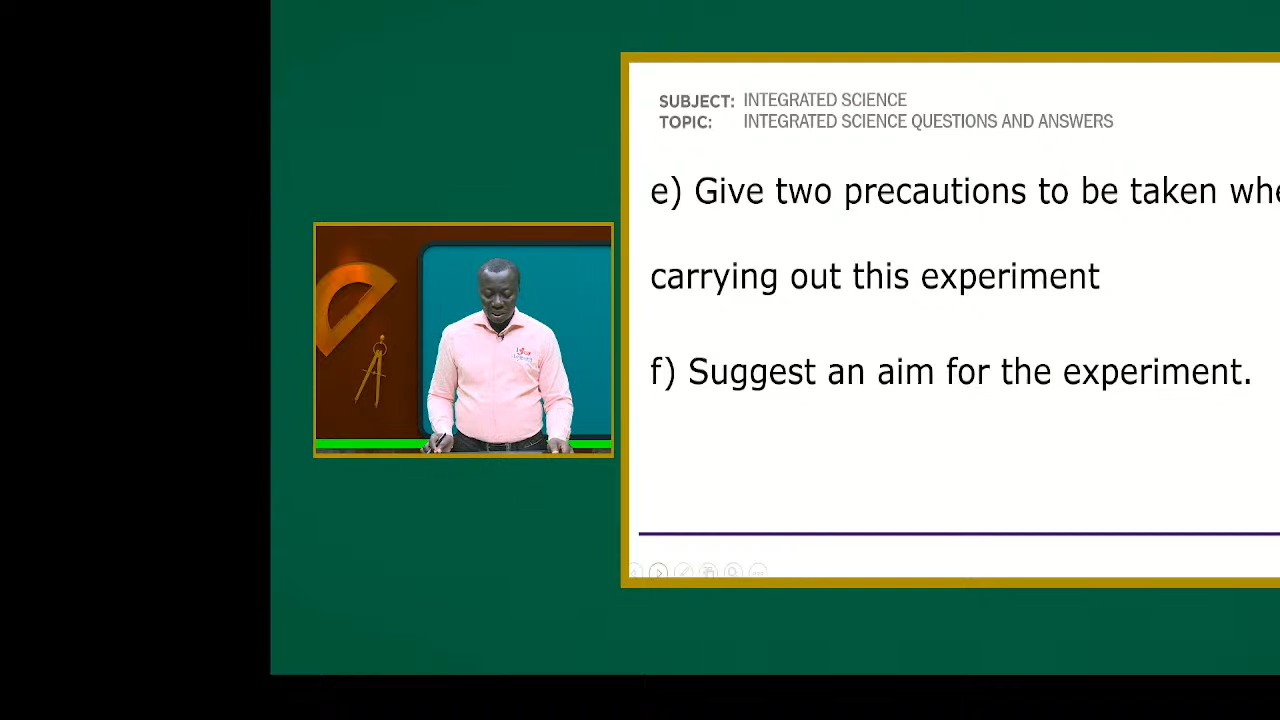 SUBJECT: INTEGRATED SCIENCE
TOPIC: INTEGRATED SCIENCE QUESTIONS AND ANSWERS
e) Give two precautions to be taken
carrying out this experiment
f) Suggest an aim for the experiment.